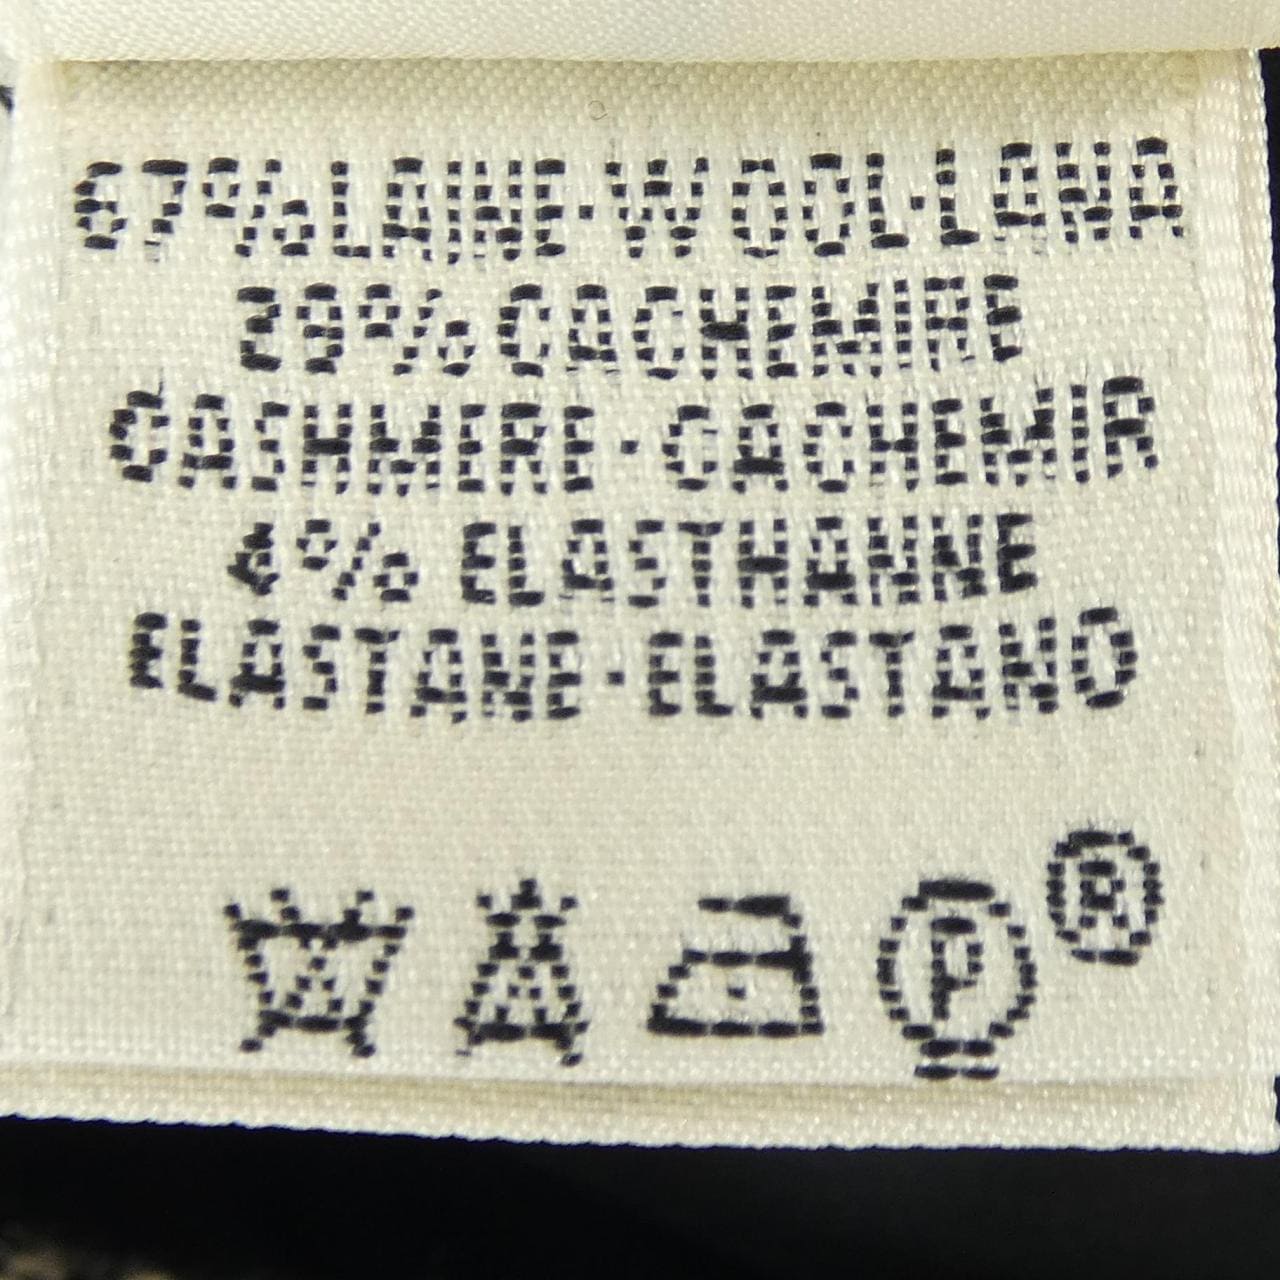 67% LAINE·WOOL·LANA
29% CACHEMIRE
CASHMERE·CACHEMIR
4% ELASTHANNE
ELASTANE·ELASTANO
P ®